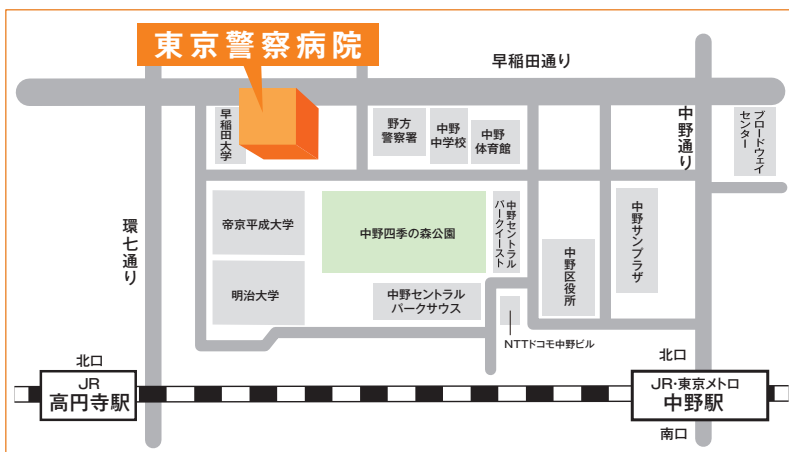 東京警察病院
早稲田通り
早稲田大学
野方
警察署
中野
中学校
中野
体育館
中野通り
ブロードウェイ
センター
環七通り
帝京平成大学
中野四季の森公園
中野セントラル
パークイースト
中野サンプラザ
中野区役所
明治大学
中野セントラル
パークサウス
NTTドコモ中野ビル
北口
JR
高円寺駅
北口
JR・東京メトロ
中野駅
南口